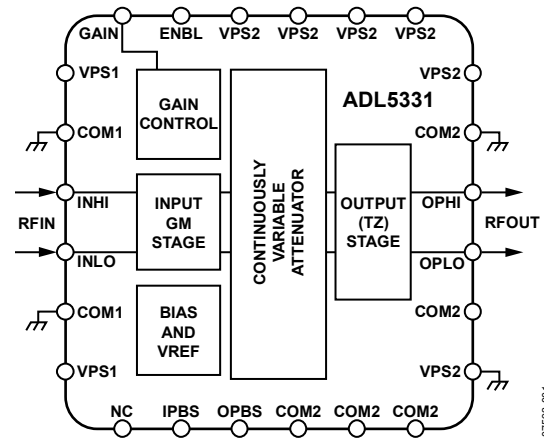 GAIN ENBL VPS2 VPS2 VPS2 VPS2
VPS1
VPS2
GAIN
CONTROL
ADL5331
COM1
COM2
CONTINUOUSLY
VARIABLE
ATTENUATOR
INHI
RFIN
INLO
INPUT
GM
STAGE
OUTPUT
(TZ)
STAGE
OPHI
RFOUT
OPLO
COM1
BIAS
AND
VREF
COM2
VPS1
VPS2
NC IPBS OPBS COM2 COM2 COM2